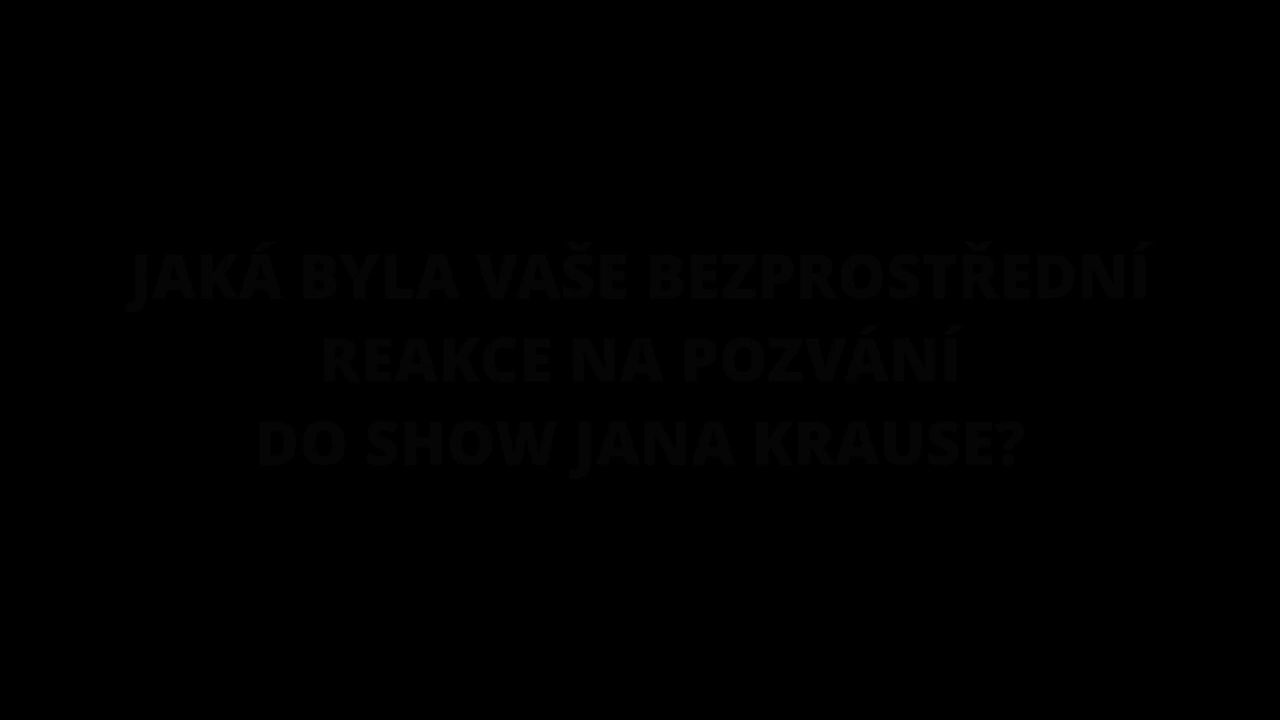 JAKÁ BYLA VAŠE BEZPROSTŘEDNÍ
REAKCE NA POZVÁNÍ
DO SHOW JANA KRAUSE?